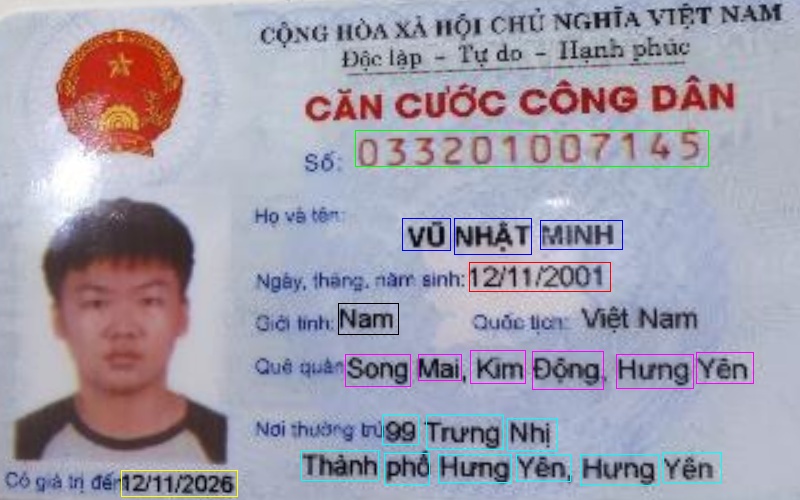 CỘNG HÒA XÃ HỘI CHỦ NGHĨA VIỆT NAM
Độc lập - Tự do - Hạnh phúc
CĂN CƯỚC CÔNG DÂN
Số: 033201007145
Họ và tên:
VŨ NHẬT MINH
Ngày, tháng, năm sinh: 12/11/2001
Giới tính: Nam Quốc tịch: Việt Nam
Quê quán Song Mai, Kim Động, Hưng Yên
Nơi thường trú 99 Trưng Nhị
Thành phố Hưng Yên, Hưng Yên
Có giá trị đến 12/11/2026